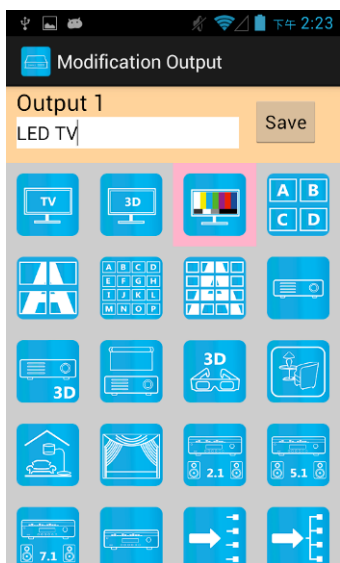 下午 2:23
Modification Output
Output 1
LED TV
Save
TV
3D
A B
C D
A B C D
E F G H
I J K L
M N O P
3D
3D
2.1
5.1
7.1